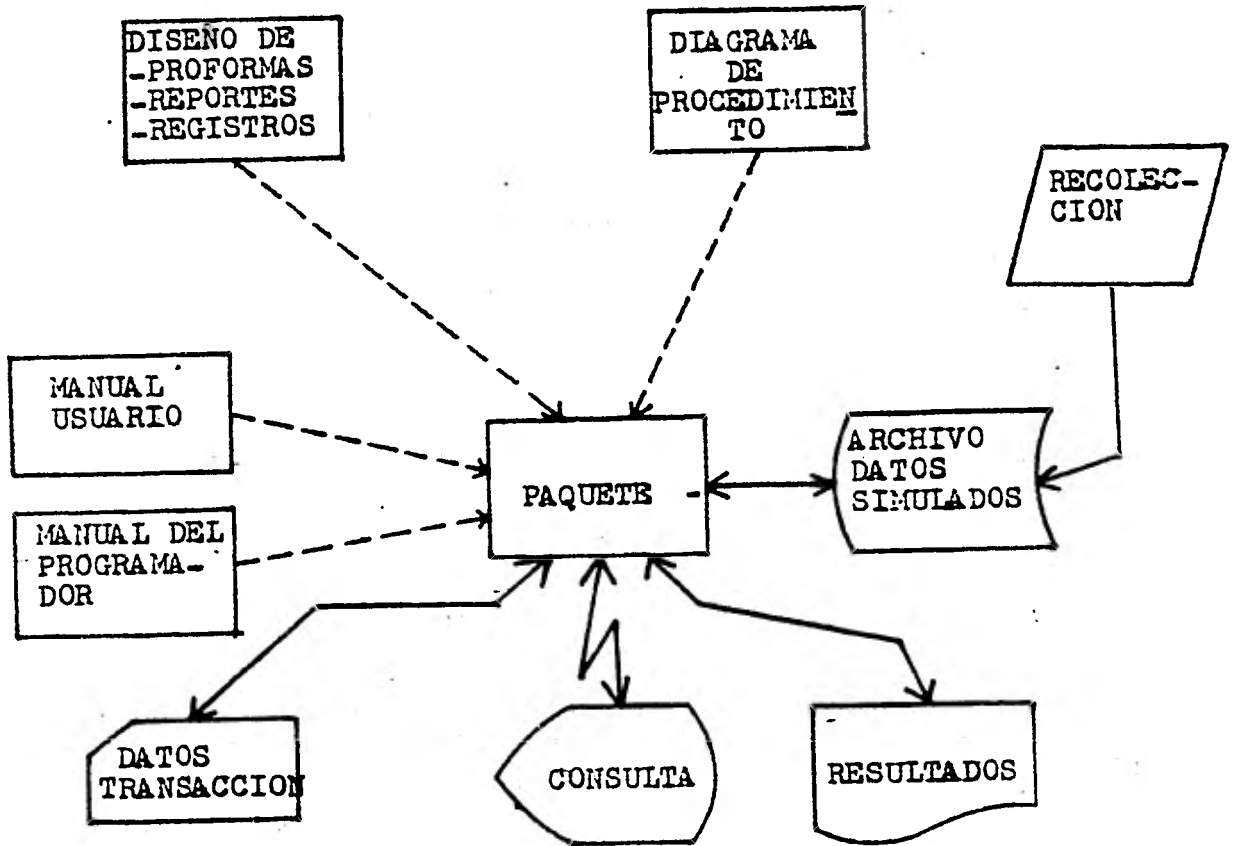 DISEÑO DE
-PROFORMAS
-REPORTES
-REGISTROS
DIAGRAMA
DE
PROCEDIMIEN
TO
RECOLEC-
CION
MANUAL
USUARIO
MANUAL DEL
PROGRAMA-
DOR
PAQUETE -
ARCHIVO
DATOS
SIMULADOS
DATOS
TRANSACCION
CONSULTA
RESULTADOS